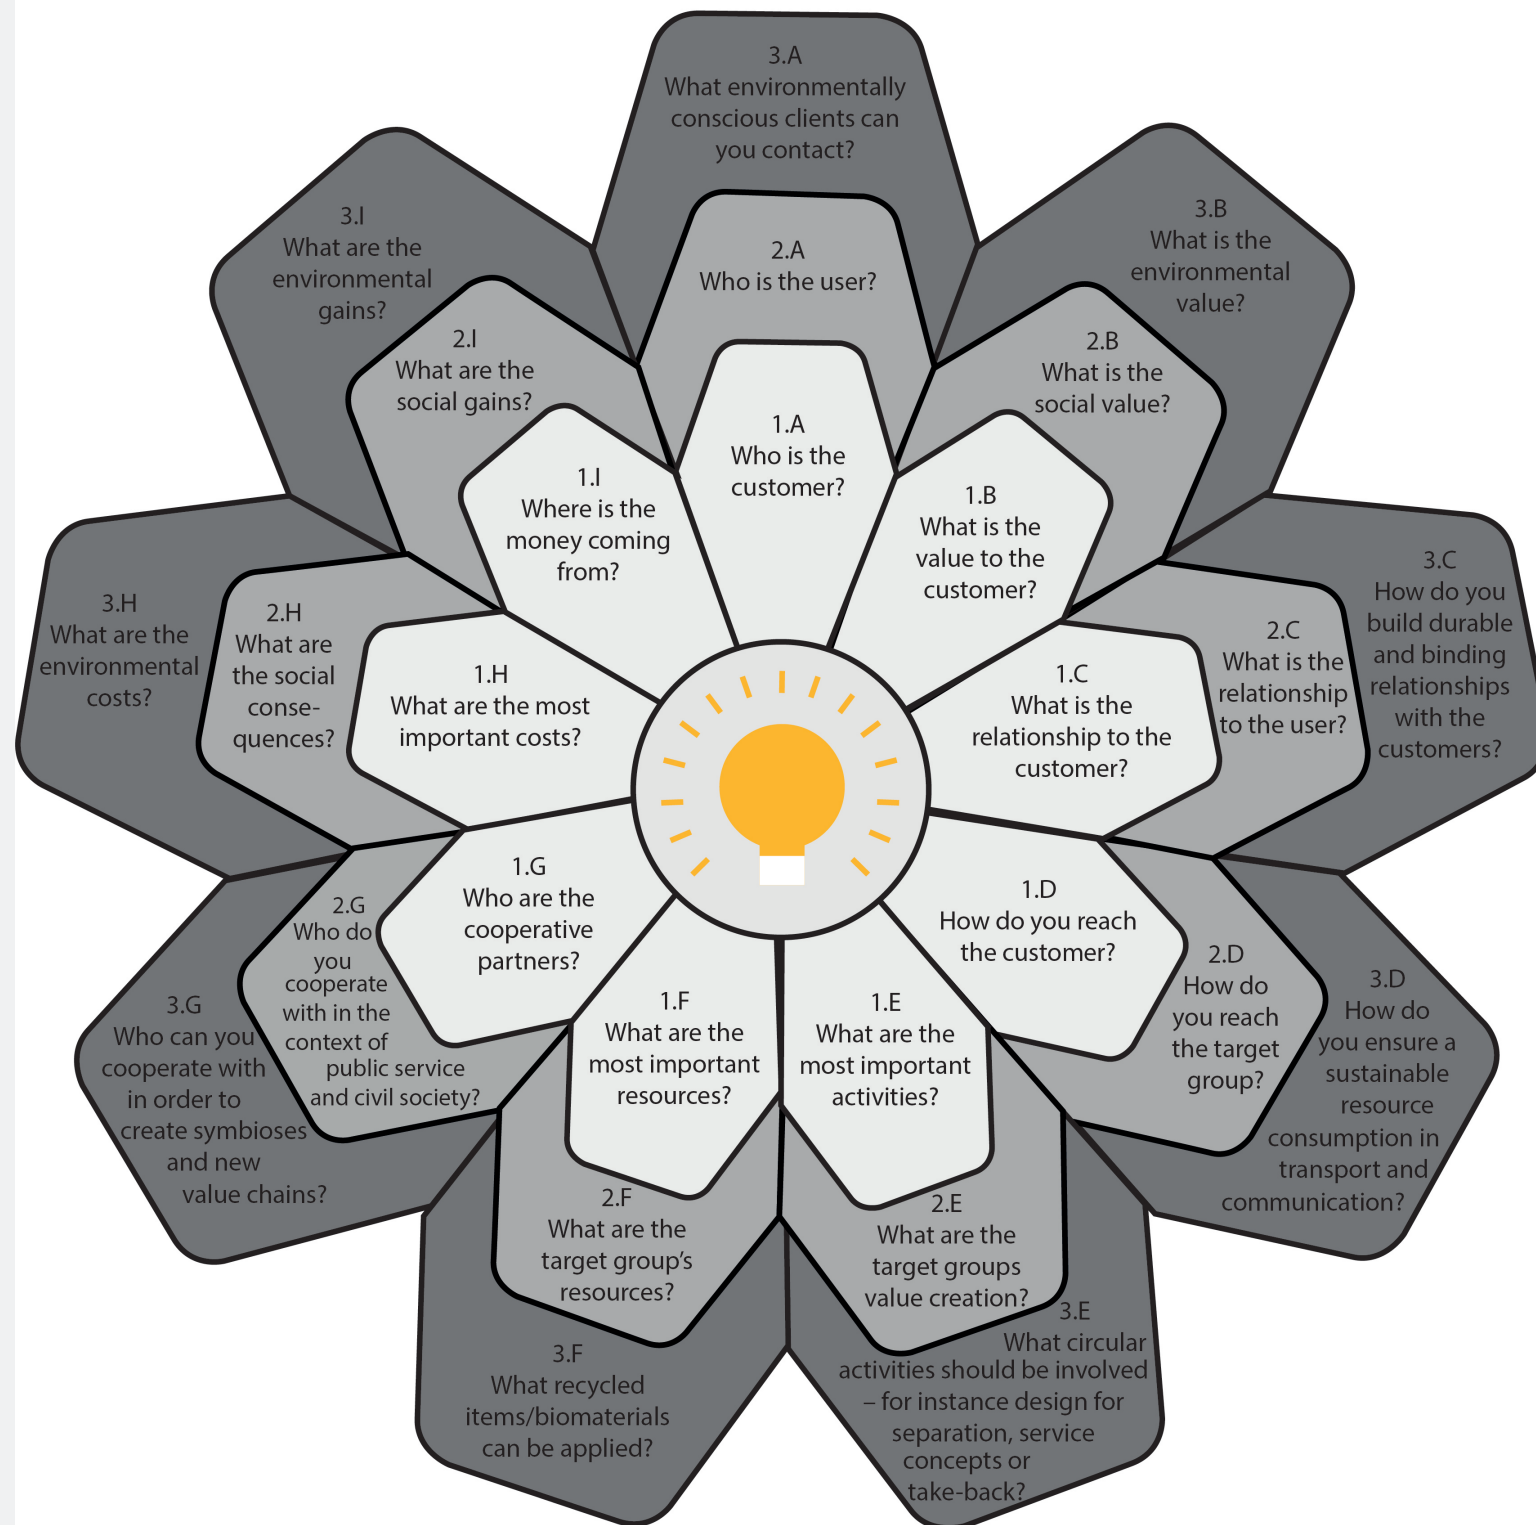 3.A
What environmentally
conscious clients can
you contact?
2.A
Who is the user?
1.A
Who is the
customer?
3.B
What is the
environmental
value?
2.B
What is the
social value?
1.B
What is the
value to the
customer?
3.C
How do you
build durable
and binding
relationships
with the
customers?
2.C
What is the
relationship
to the user?
1.C
What is the
relationship to the
customer?
3.D
How do
you ensure a
sustainable
resource
consumption in
transport and
communication?
2.D
How do
you reach
the target
group?
1.D
How do you reach
the customer?
3.E
What circular
activities should be involved
– for instance design for
separation, service
concepts or
take-back?
2.E
What are the
target groups
value creation?
1.E
What are the
most important
activities?
3.F
What recycled
items/biomaterials
can be applied?
2.F
What are the
target group’s
resources?
1.F
What are the
most important
resources?
3.G
Who can you
cooperate with
in order to
create symbioses
and new
value chains?
2.G
Who do
you
cooperate
with in the
context of
public service
and civil society?
1.G
Who are the
cooperative
partners?
3.H
What are the
environmental
costs?
2.H
What are
the social
conse-
quences?
1.H
What are the most
important costs?
3.I
What are the
environmental
gains?
2.I
What are the
social gains?
1.I
Where is the
money coming
from?